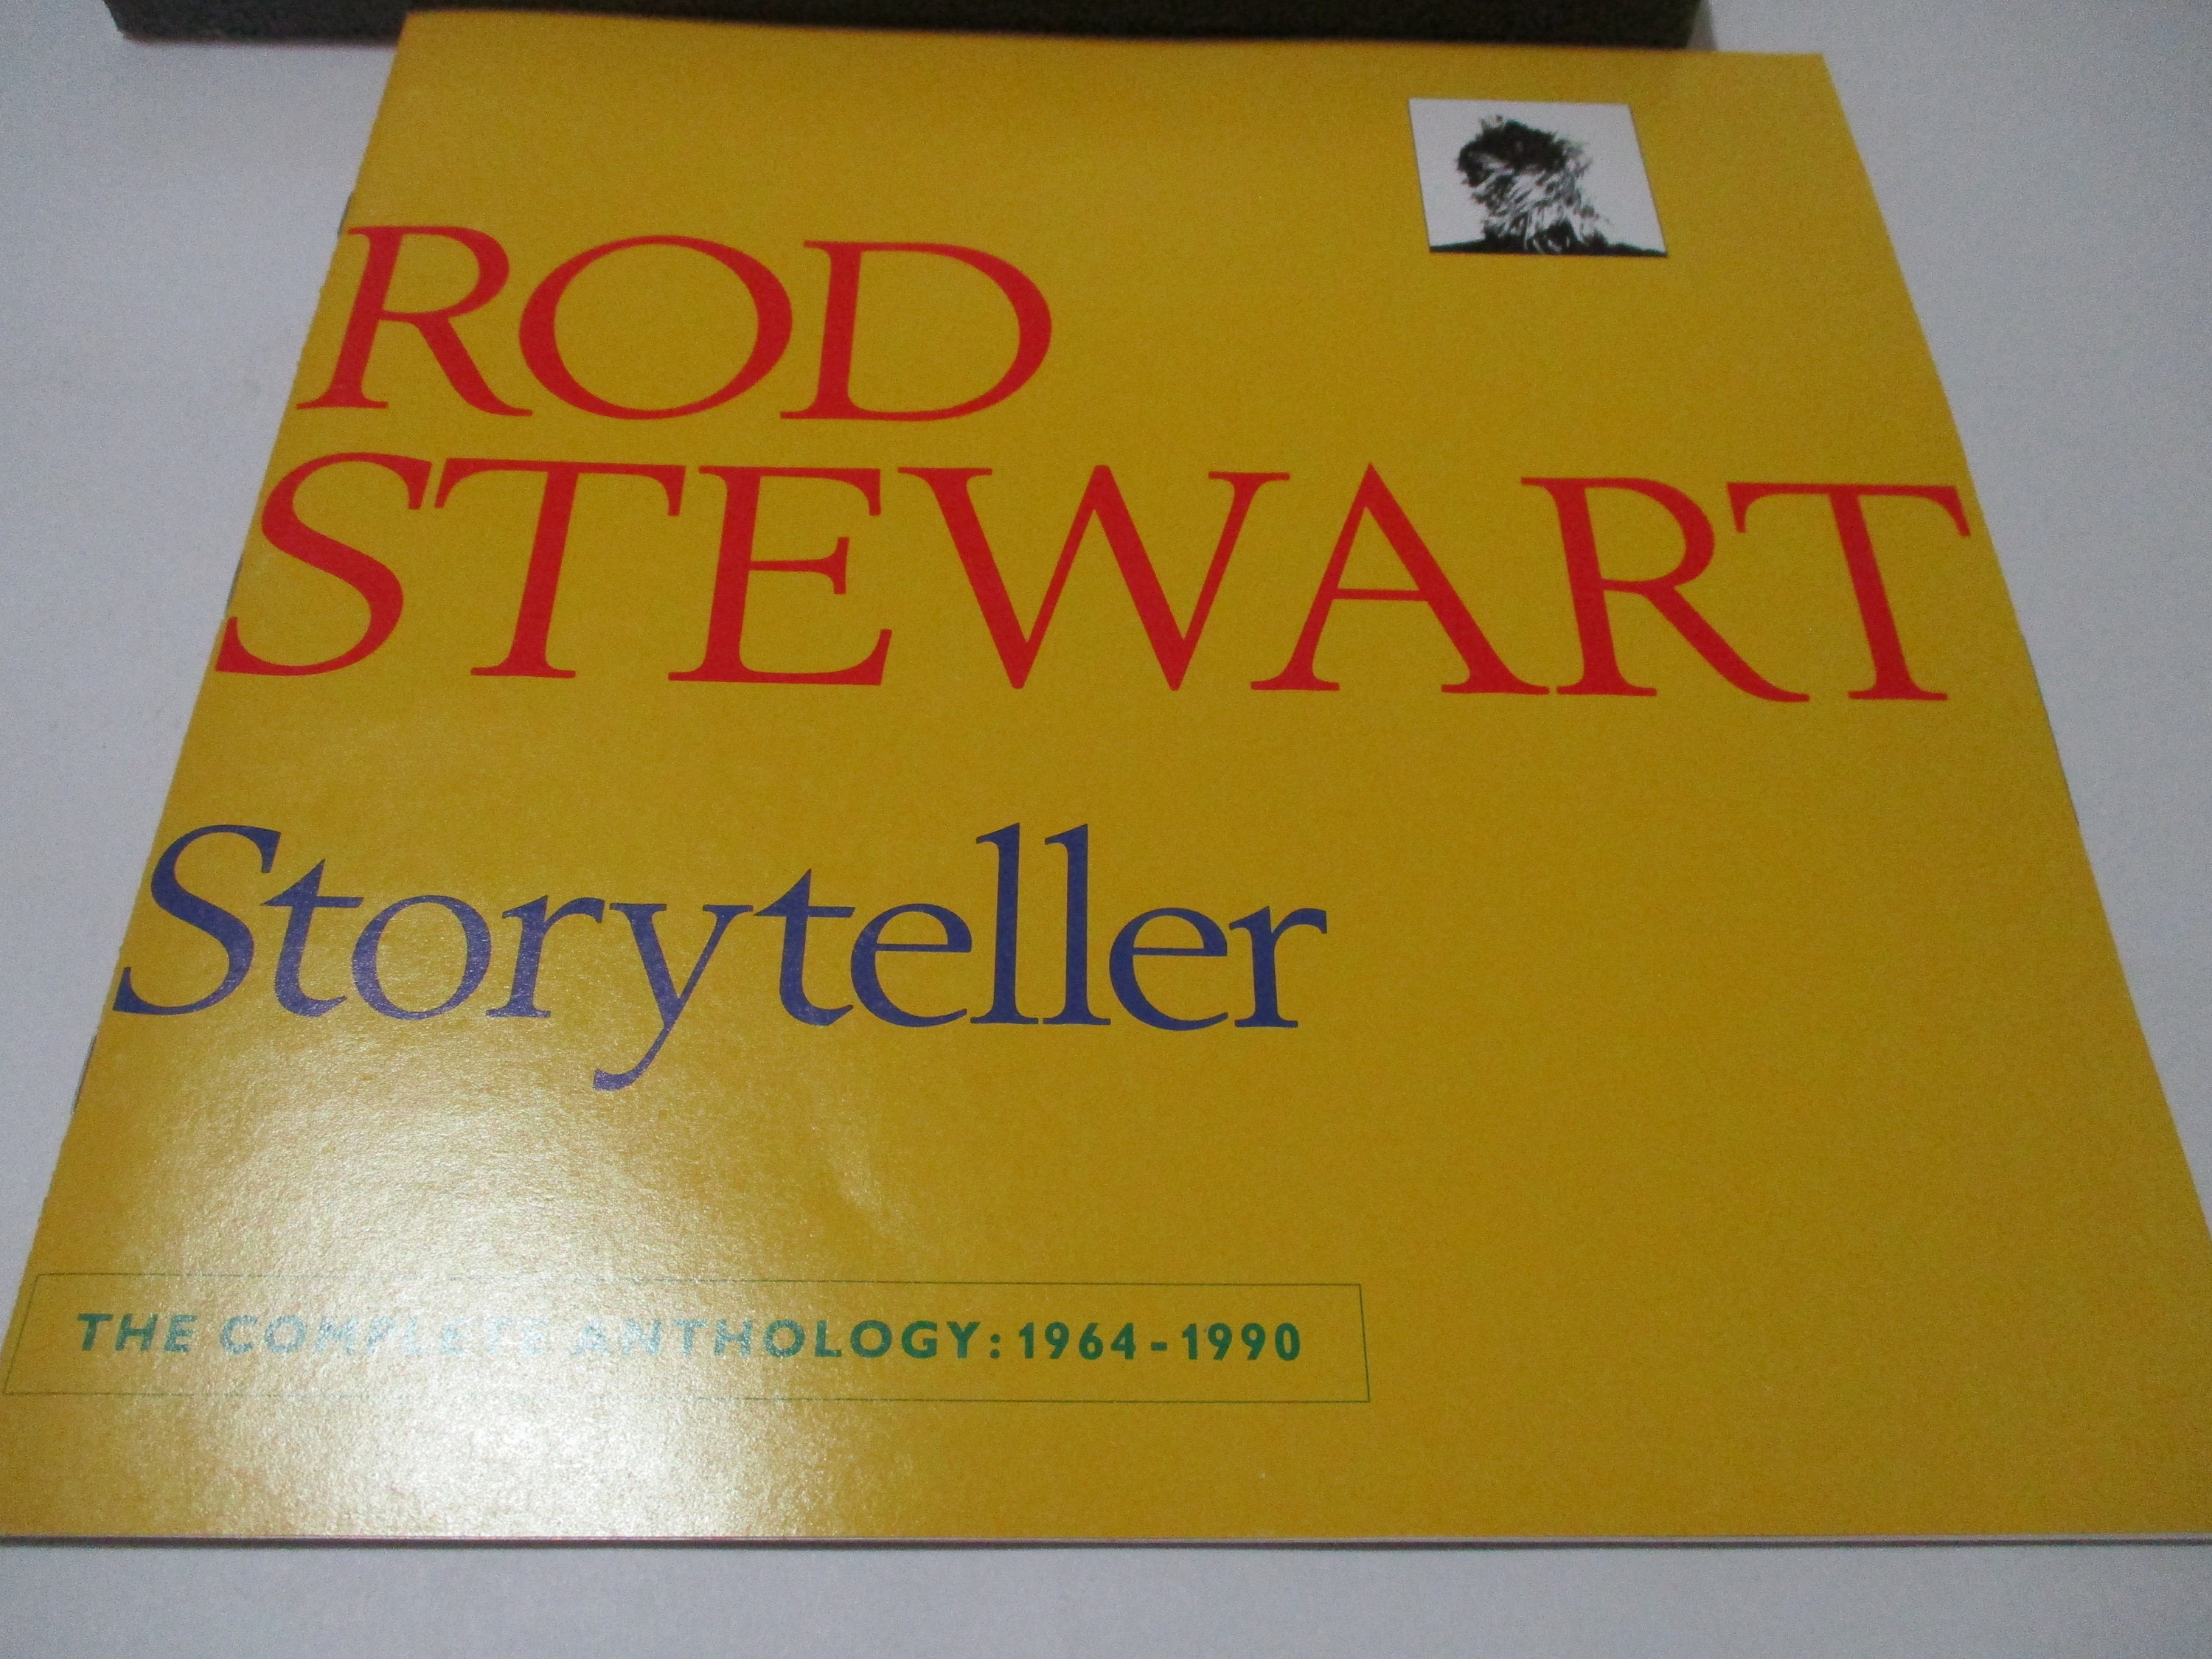 ROD
STEWART
Storyteller
THE COMPLETE ANTHOLOGY: 1964-1990